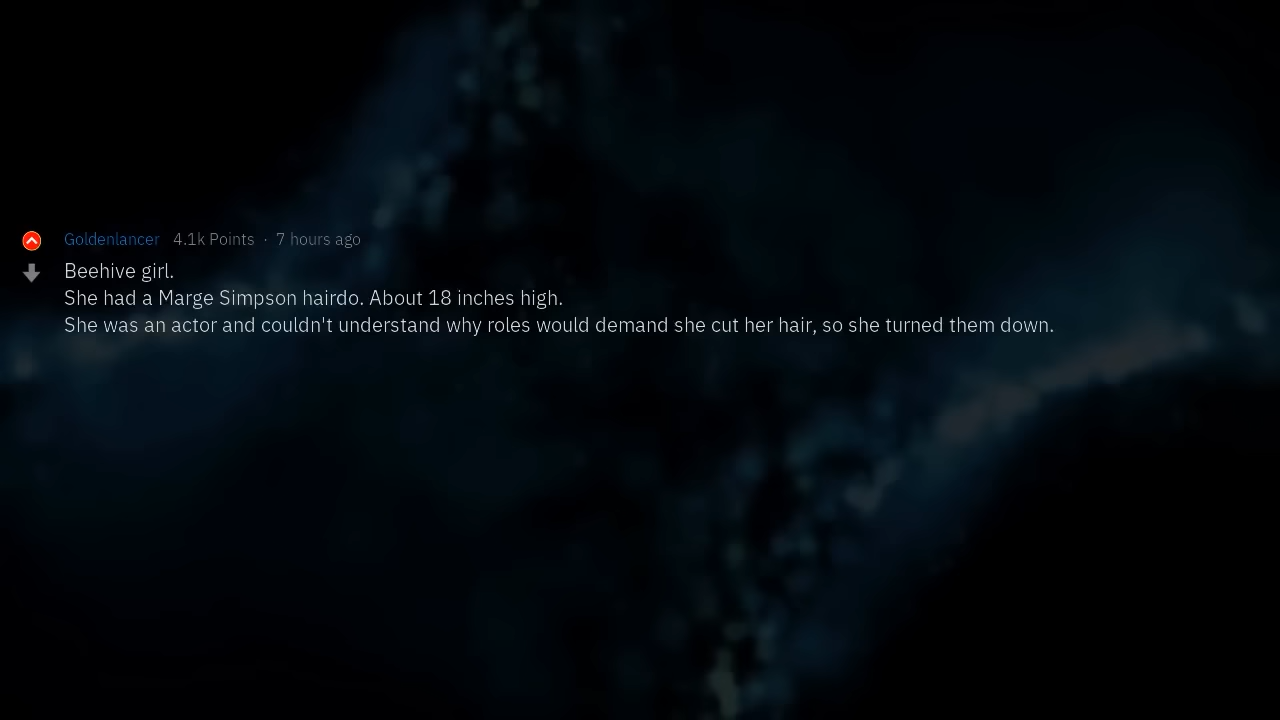 Goldenlancer 4.1k Points · 7 hours ago
Beehive girl.
She had a Marge Simpson hairdo. About 18 inches high.
She was an actor and couldn't understand why roles would demand she cut her hair, so she turned them down.